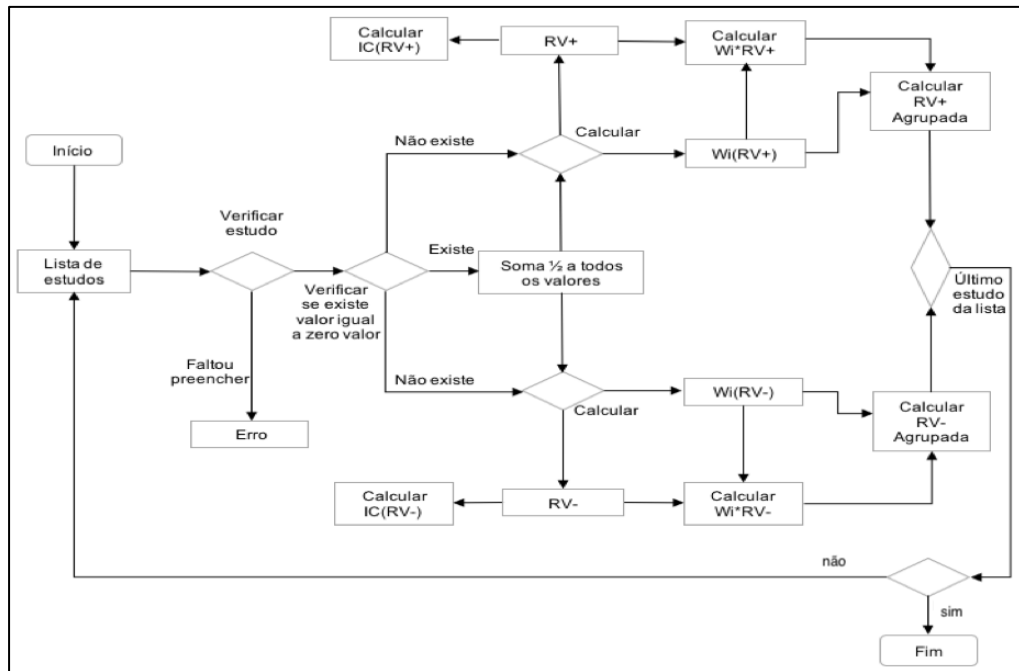 Calcular
IC(RV+)
RV+
Calcular
Wi*RV+
Calcular
RV+
Agrupada
Início
Não existe
Calcular
Wi(RV+)
Verificar
estudo
Lista de
estudos
Existe
Soma ½ a todos
os valores
Verificar
se existe
valor igual
a zero valor
Último
estudo
da lista
Faltou
preencher
Erro
Não existe
Calcular
Wi(RV-)
Calcular
RV-
Agrupada
Calcular
IC(RV-)
RV-
Calcular
Wi*RV-
não
sim
Fim